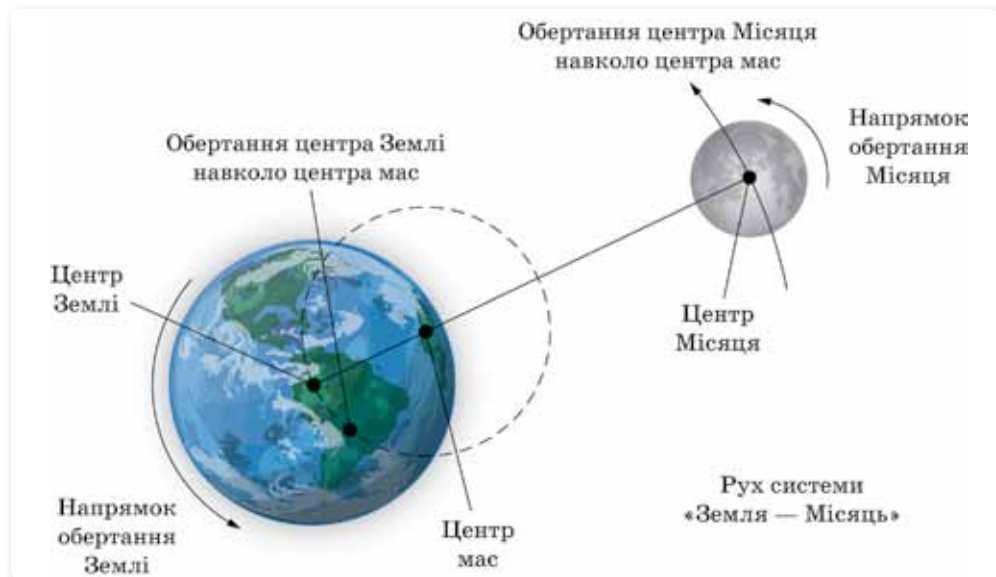 Обертання центра Місяця
навколо центра мас
Напрямок
обертання
Місяця
Обертання центра Землі
навколо центра мас
Центр
Землі
Центр
Місяця
Напрямок
обертання
Землі
Центр
мас
Рух системи
«Земля — Місяць»